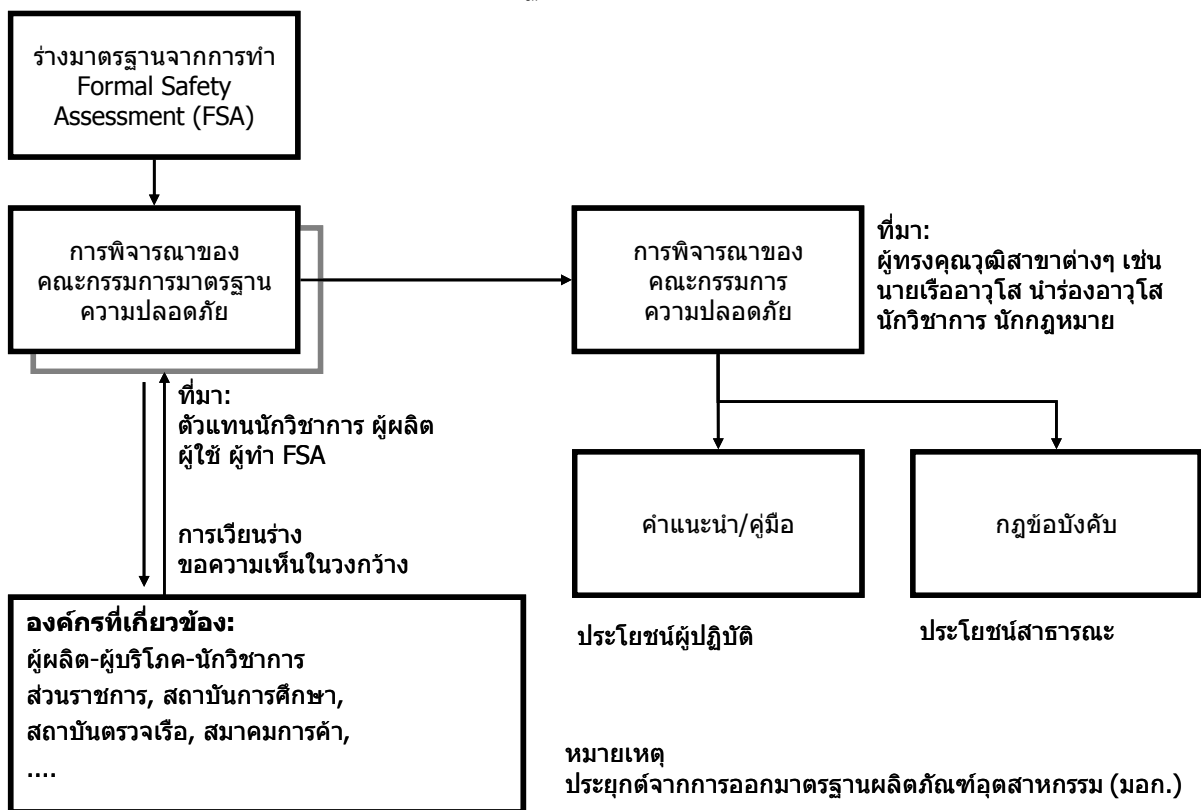 ร่างมาตรฐานจากการทำ
Formal Safety
Assessment (FSA)
การพิจารณาของ
คณะกรรมการมาตรฐาน
ความปลอดภัย
การพิจารณาของ
คณะกรรมการ
ความปลอดภัย
ที่มา:
ผู้ทรงคุณวุฒิสาขาต่างๆ เช่น
นายเรืออาวุโส นำร่องอาวุโส
นักวิชาการ นักกฎหมาย
ที่มา:
ตัวแทนนักวิชาการ ผู้ผลิต
ผู้ใช้ ผู้ทำ FSA
การเวียนร่าง
ขอความเห็นในวงกว้าง
คำแนะนำ/คู่มือ
กฎข้อบังคับ
ประโยชน์ผู้ปฏิบัติ
ประโยชน์สาธารณะ
องค์กรที่เกี่ยวข้อง:
ผู้ผลิต-ผู้บริโภค-นักวิชาการ
ส่วนราชการ, สถาบันการศึกษา,
สถาบันตรวจเรือ, สมาคมการค้า,
....
หมายเหตุ
ประยุกต์จากการออกมาตรฐานผลิตภัณฑ์อุตสาหกรรม (มอก.)